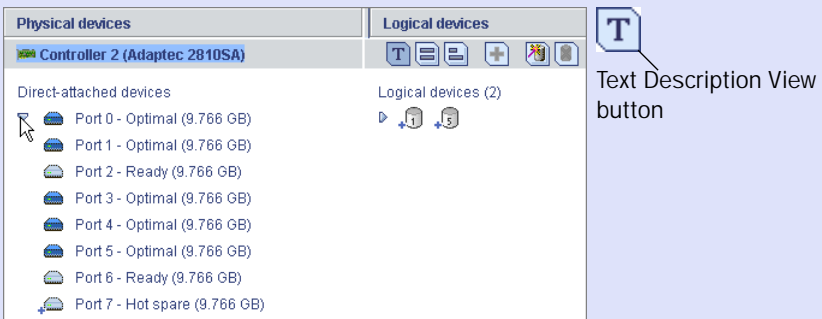 Physical devices
Logical devices
Controller 2 (Adaptec 2810SA)
T
Direct-attached devices
Logical devices (2)
Port 0 - Optimal (9.766 GB)
1 5
Port 1 - Optimal (9.766 GB)
Port 2 - Ready (9.766 GB)
Port 3 - Optimal (9.766 GB)
Port 4 - Optimal (9.766 GB)
Port 5 - Optimal (9.766 GB)
Port 6 - Ready (9.766 GB)
Port 7 - Hot spare (9.766 GB)
T
Text Description View
button